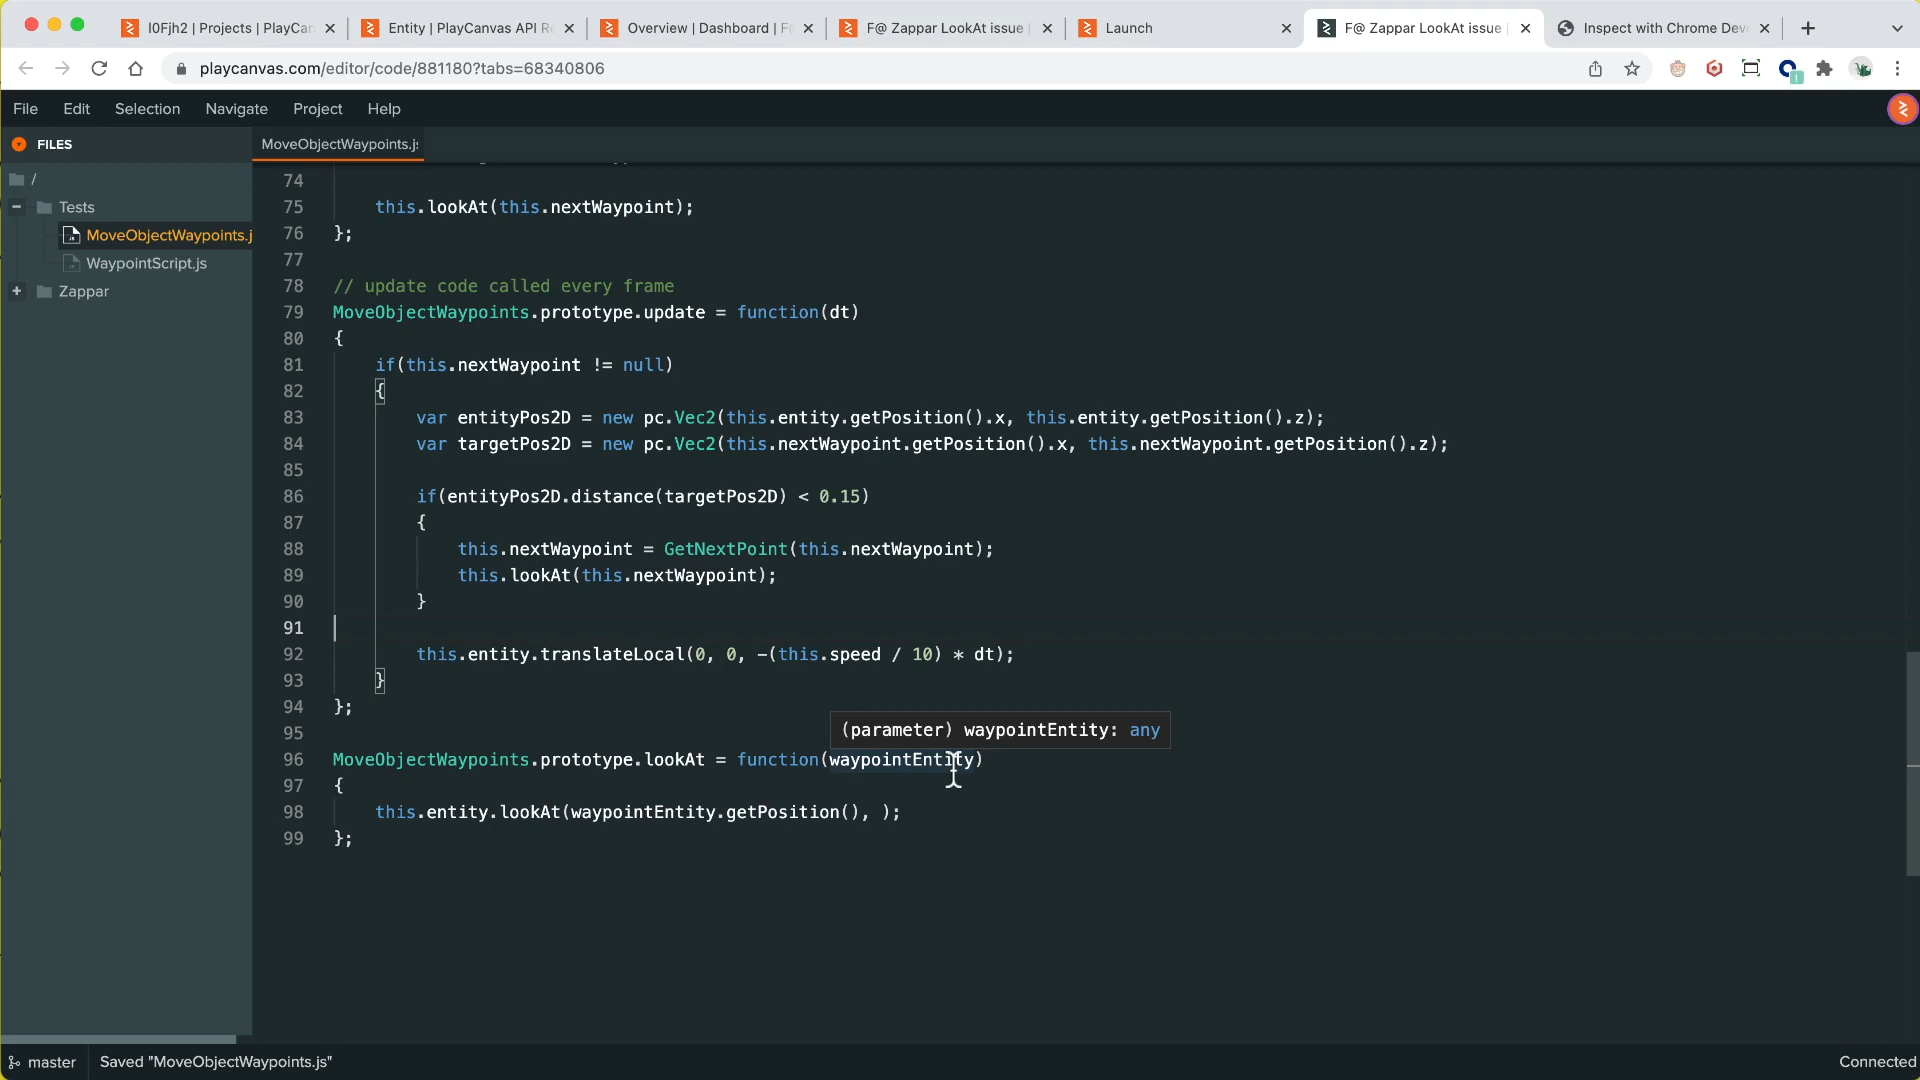 I0Fjh2 | Projects | PlayCan
Entity | PlayCanvas API Re
Overview | Dashboard | F@
F@ Zappar LookAt issue |
Launch
F@ Zappar LookAt issue |
Inspect with Chrome Deve
playcanvas.com/editor/code/881180?tabs=68340806
File Edit Selection Navigate Project Help
FILES
MoveObjectWaypoints.js
/
Tests
MoveObjectWaypoints.j
WaypointScript.js
Zappar
74
75 this.lookAt(this.nextWaypoint);
76 };
77
78 // update code called every frame
79 MoveObjectWaypoints.prototype.update = function(dt)
80 {
81 if(this.nextWaypoint != null)
82 {
83 var entityPos2D = new pc.Vec2(this.entity.getPosition().x, this.entity.getPosition().z);
84 var targetPos2D = new pc.Vec2(this.nextWaypoint.getPosition().x, this.nextWaypoint.getPosition().z);
85
86 if(entityPos2D.distance(targetPos2D) < 0.15)
87 {
88 this.nextWaypoint = GetNextPoint(this.nextWaypoint);
89 this.lookAt(this.nextWaypoint);
90 }
91
92 this.entity.translateLocal(0, 0, -(this.speed / 10) * dt);
93 }
94 };
95
(parameter) waypointEntity: any
96 MoveObjectWaypoints.prototype.lookAt = function(waypointEntity)
97 {
98 this.entity.lookAt(waypointEntity.getPosition(), );
99 };
master
Saved "MoveObjectWaypoints.js"
Connected